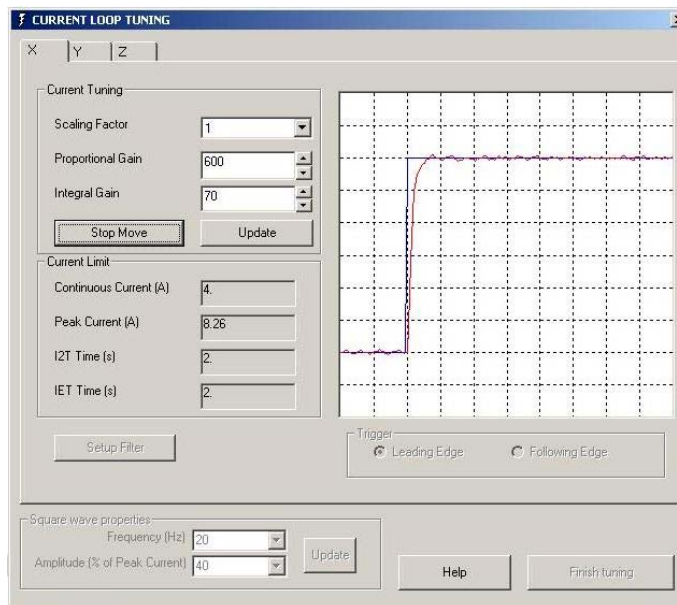 CURRENT LOOP TUNING
X Y Z
Current Tuning
Scaling Factor 1
Proportional Gain 600
Integral Gain 70
Stop Move Update
Current Limit
Continuous Current (A) 4.
Peak Current (A) 8.26
I2T Time (s) 2.
IET Time (s) 2.
Setup Filter
Trigger
Leading Edge Following Edge
Square wave properties
Frequency (Hz) 20
Amplitude (% of Peak Current) 40
Update
Help Finish tuning